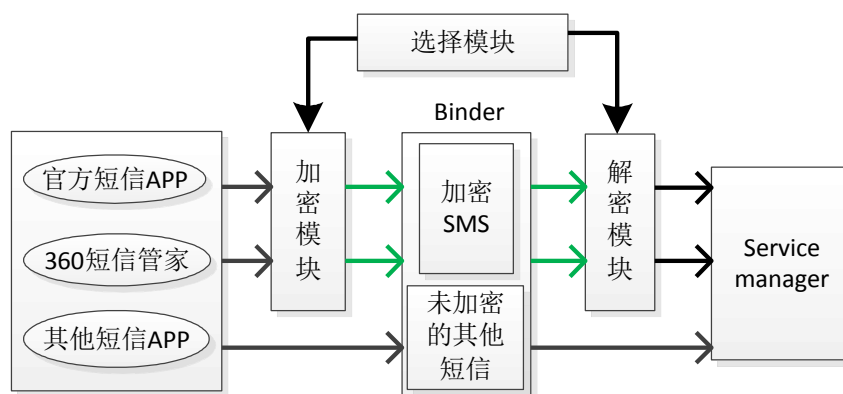 选择模块
Binder
官方短信APP
360短信管家
其他短信APP
加密模块
加密
SMS
未加密
的其他
短信
解密模块
Service
manager